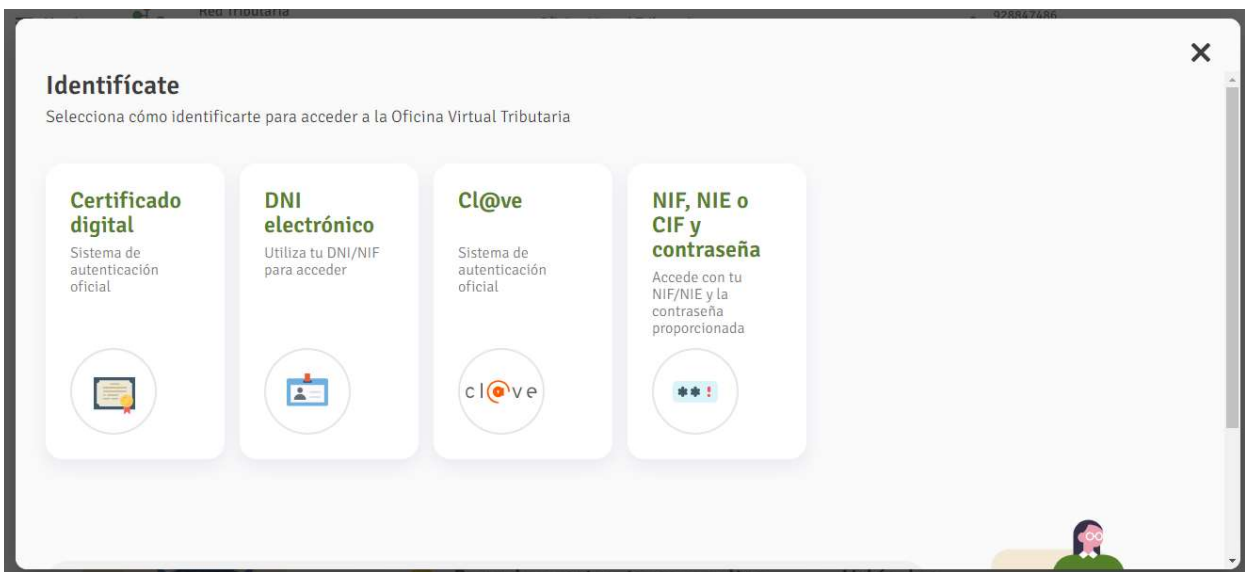 Red Tributaria
928847486
Identifícate
Selecciona cómo identificarte para acceder a la Oficina Virtual Tributaria
Certificado
digital
Sistema de
autenticación
oficial
DNI
electrónico
Utiliza tu DNI/NIF
para acceder
Cl@ve
Sistema de
autenticación
oficial
cl@ve
NIF, NIE o
CIF y
contraseña
Accede con tu
NIF/NIE y la
contraseña
proporcionada
**!